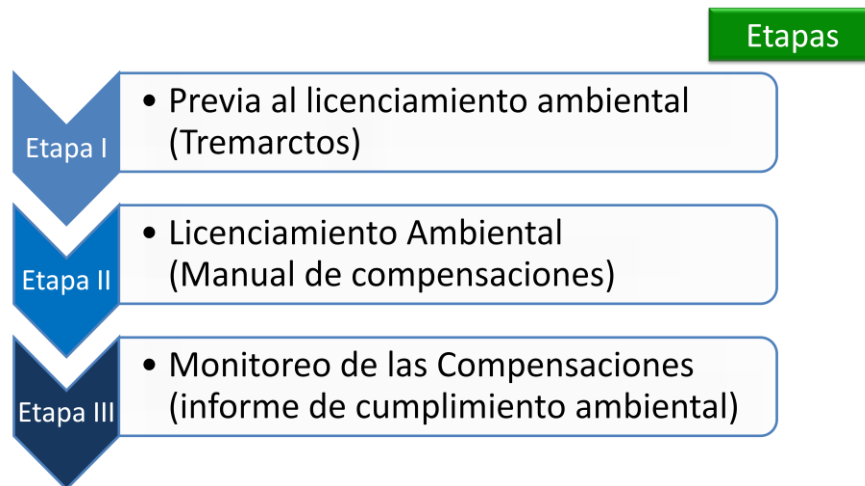 Etapas
Etapa I
• Previa al licenciamiento ambiental
(Tremarctos)
Etapa II
• Licenciamiento Ambiental
(Manual de compensaciones)
Etapa III
• Monitoreo de las Compensaciones
(informe de cumplimiento ambiental)